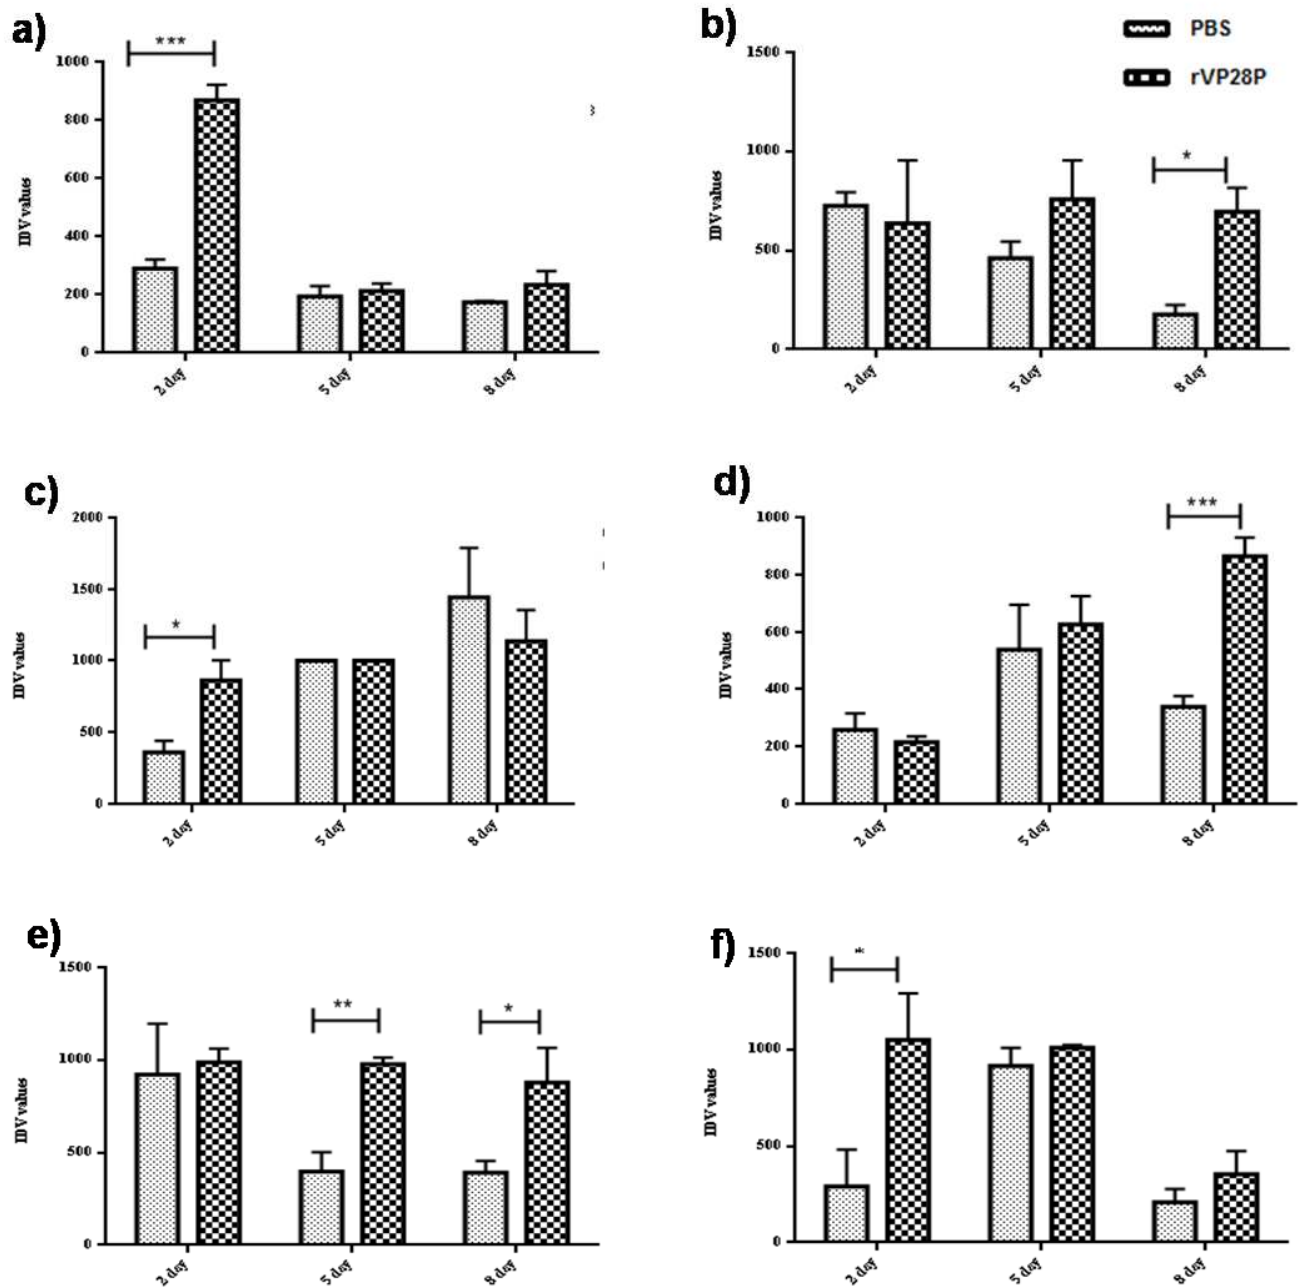 a)
***
1000
800
600
400
200
0
IDV values
2 day
5 day
8 day
b)
PBS
rVP28P
1500
1000
500
0
IDV values
*
2 day
5 day
8 day
c)
2000
1500
1000
500
0
IDV values
*
2 day
5 day
8 day
d)
1000
800
600
400
200
0
IDV values
***
2 day
5 day
8 day
e)
1500
1000
500
0
IDV values
**
*
2 day
5 day
8 day
f)
1500
1000
500
0
IDV values
*
2 day
5 day
8 day